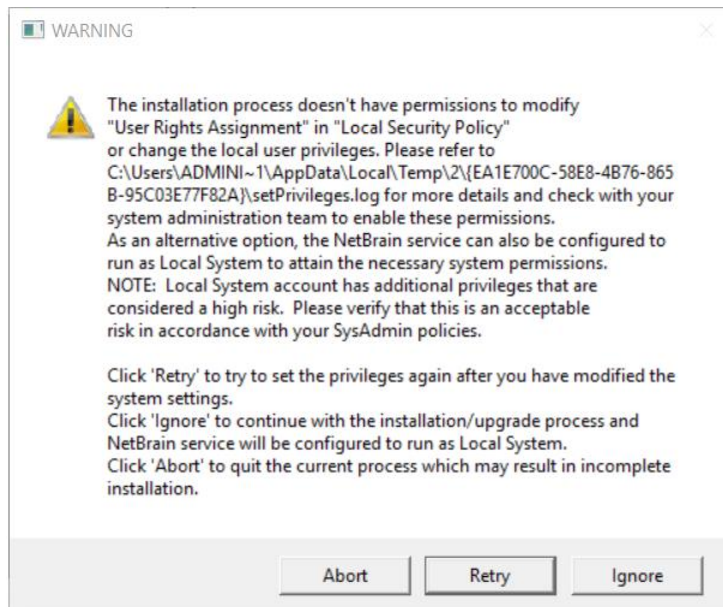 WARNING
The installation process doesn't have permissions to modify
"User Rights Assignment" in "Local Security Policy"
or change the local user privileges. Please refer to
C:\Users\ADMINI~1\AppData\Local\Temp\2\{EA1E700C-58E8-4B76-865
B-95C03E77F82A}\setPrivileges.log for more details and check with your
system administration team to enable these permissions.
As an alternative option, the NetBrain service can also be configured to
run as Local System to attain the necessary system permissions.
NOTE:  Local System account has additional privileges that are
considered a high risk.  Please verify that this is an acceptable
risk in accordance with your SysAdmin policies.
Click 'Retry' to try to set the privileges again after you have modified the
system settings.
Click 'Ignore' to continue with the installation/upgrade process and
NetBrain service will be configured to run as Local System.
Click 'Abort' to quit the current process which may result in incomplete
installation.
Abort Retry Ignore